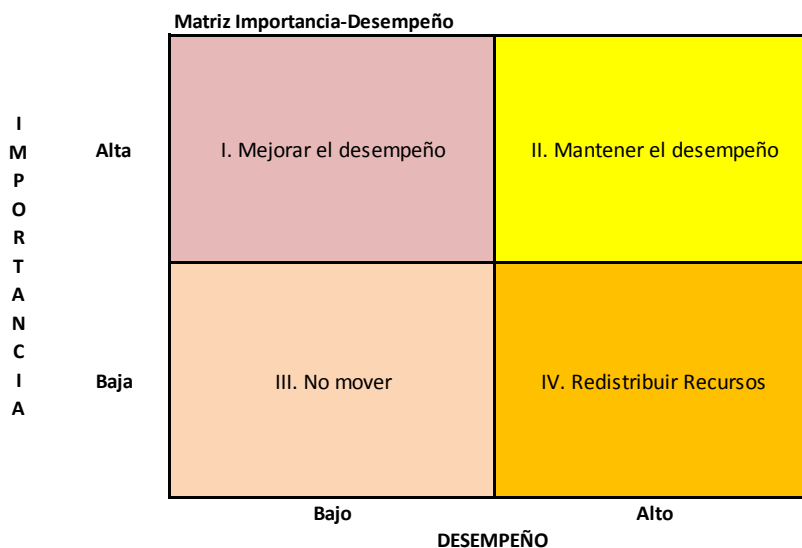 Matriz Importancia-Desempeño
I
M
P
O
R
T
A
N
C
I
A
Alta
I. Mejorar el desempeño
II. Mantener el desempeño
Baja
III. No mover
IV. Redistribuir Recursos
Bajo
Alto
DESEMPEÑO